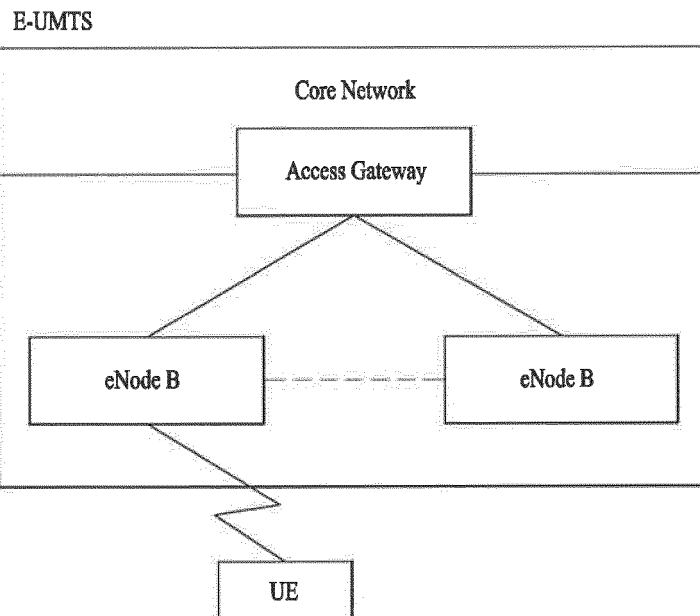 E-UMTS
Core Network
Access Gateway
eNode B
eNode B
UE